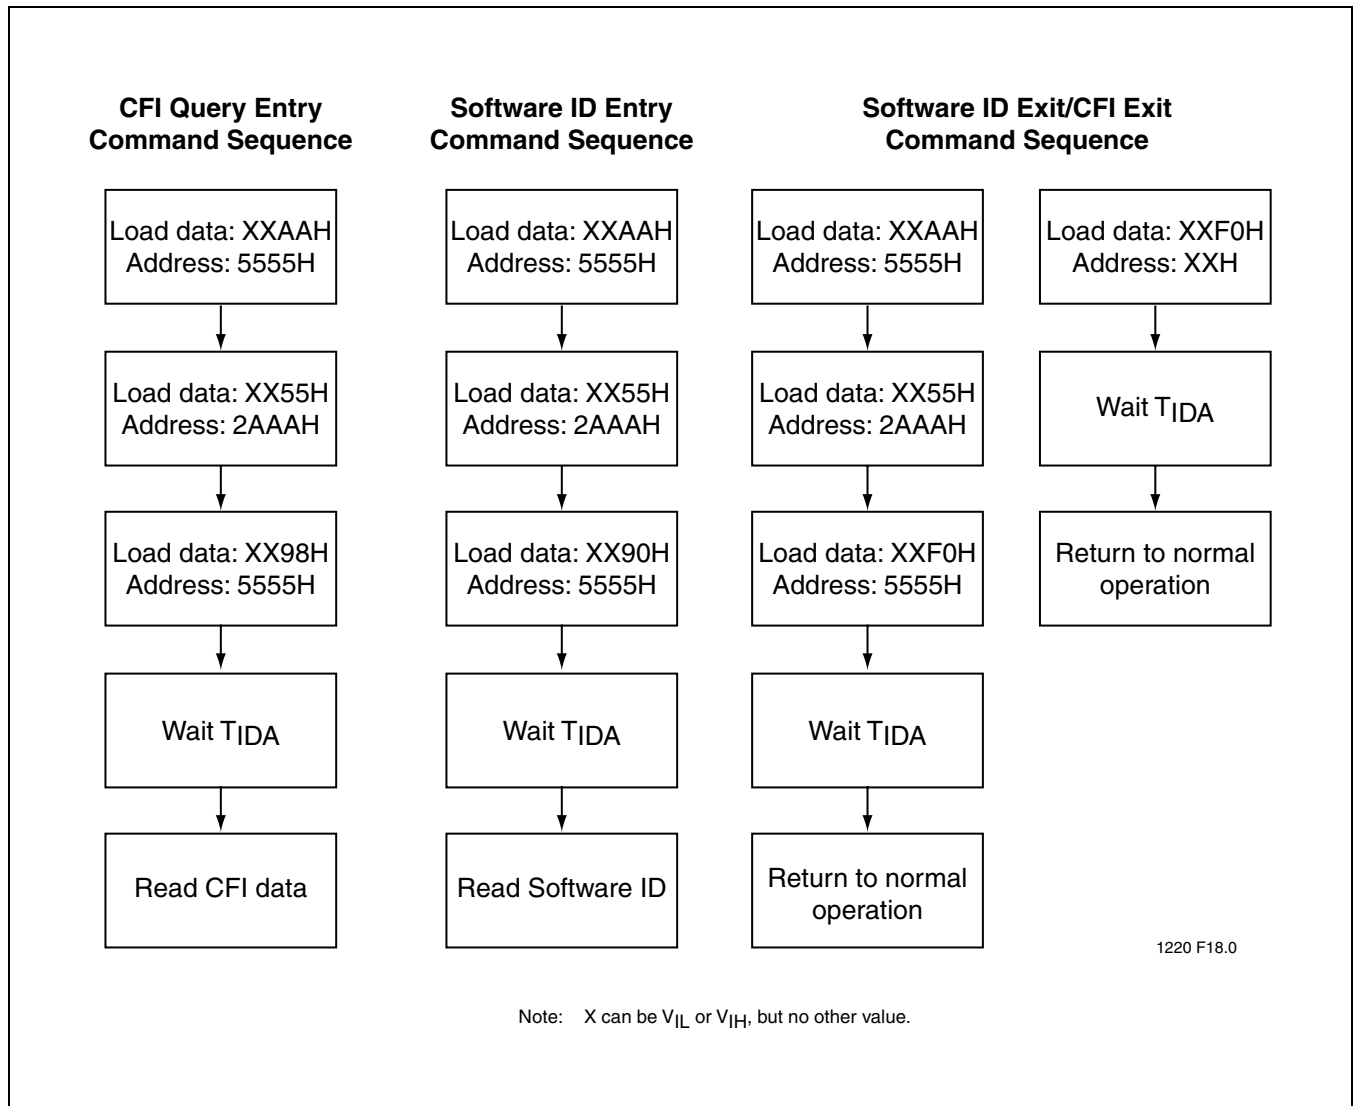 CFI Query Entry
Command Sequence
Load data: XXAAH
Address: 5555H
Load data: XX55H
Address: 2AAAH
Load data: XX98H
Address: 5555H
Wait TIDA
Read CFI data
Software ID Entry
Command Sequence
Load data: XXAAH
Address: 5555H
Load data: XX55H
Address: 2AAAH
Load data: XX90H
Address: 5555H
Wait TIDA
Read Software ID
Software ID Exit/CFI Exit
Command Sequence
Load data: XXAAH
Address: 5555H
Load data: XX55H
Address: 2AAAH
Load data: XXF0H
Address: 5555H
Wait TIDA
Return to normal
operation
Load data: XXF0H
Address: XXH
Wait TIDA
Return to normal
operation
1220 F18.0
Note: X can be VIL or VIH, but no other value.